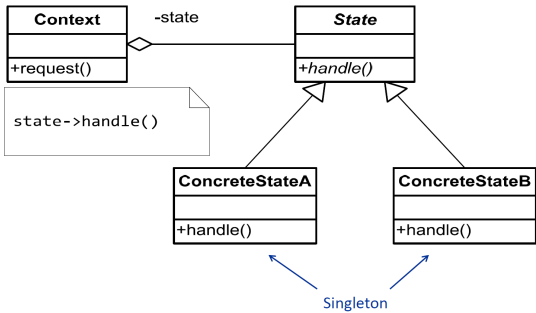 Context
-state
State
+request()
+handle()
state->handle()
ConcreteStateA
ConcreteStateB
+handle()
+handle()
Singleton